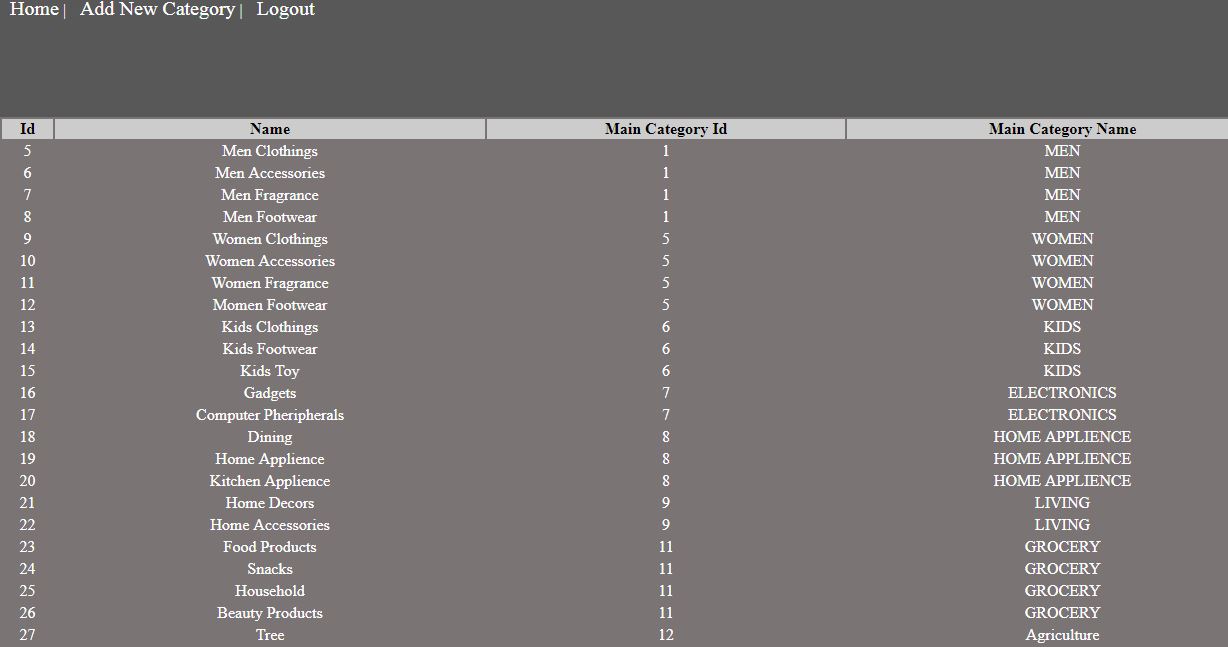 Home | Add New Category | Logout
Id Name Main Category Id Main Category Name
5 Men Clothings 1 MEN
6 Men Accessories 1 MEN
7 Men Fragrance 1 MEN
8 Men Footwear 1 MEN
9 Women Clothings 5 WOMEN
10 Women Accessories 5 WOMEN
11 Women Fragrance 5 WOMEN
12 Momen Footwear 5 WOMEN
13 Kids Clothings 6 KIDS
14 Kids Footwear 6 KIDS
15 Kids Toy 6 KIDS
16 Gadgets 7 ELECTRONICS
17 Computer Pheripherals 7 ELECTRONICS
18 Dining 8 HOME APPLIENCE
19 Home Applience 8 HOME APPLIENCE
20 Kitchen Applience 8 HOME APPLIENCE
21 Home Decors 9 LIVING
22 Home Accessories 9 LIVING
23 Food Products 11 GROCERY
24 Snacks 11 GROCERY
25 Household 11 GROCERY
26 Beauty Products 11 GROCERY
27 Tree 12 Agriculture